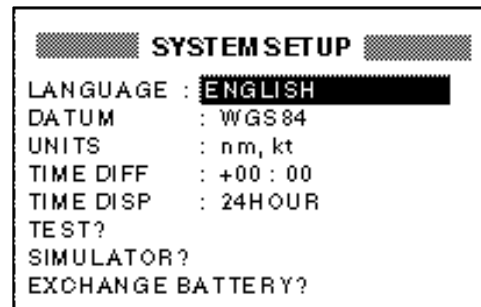 SYSTEM SETUP
LANGUAGE : ENGLISH
DATUM : WGS84
UNITS : nm, kt
TIME DIFF : +00 : 00
TIME DISP : 24HOUR
TEST?
SIMULATOR?
EXCHANGE BATTERY?